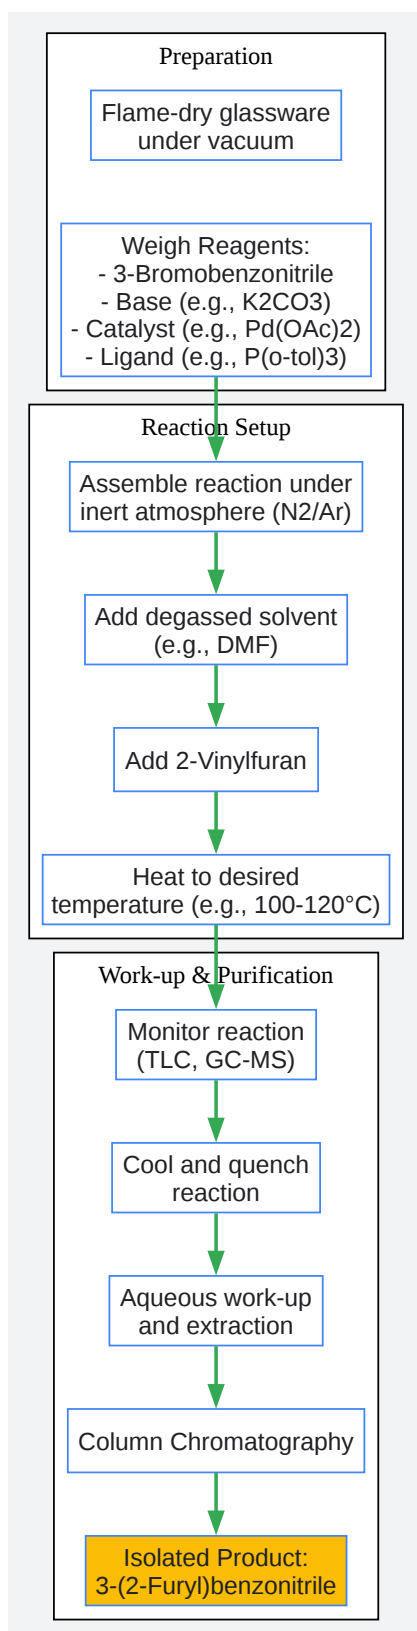 Preparation
Flame-dry glassware
under vacuum
Weigh Reagents:
- 3-Bromobenzonitrile
- Base (e.g., K2CO3)
- Catalyst (e.g., Pd(OAc)2)
- Ligand (e.g., P(o-tol)3)
Reaction Setup
Assemble reaction under
inert atmosphere (N2/Ar)
Add degassed solvent
(e.g., DMF)
Add 2-Vinylfuran
Heat to desired
temperature (e.g., 100-120°C)
Work-up & Purification
Monitor reaction
(TLC, GC-MS)
Cool and quench
reaction
Aqueous work-up
and extraction
Column Chromatography
Isolated Product:
3-(2-Furyl)benzonitrile